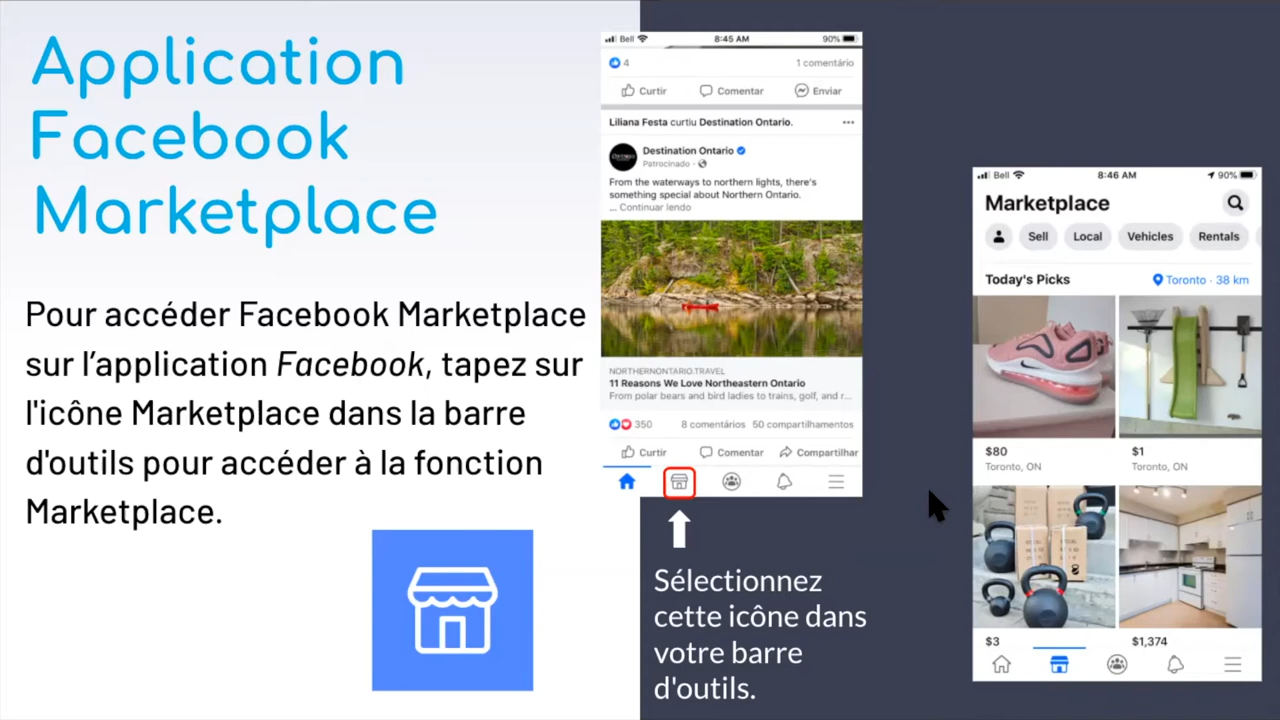 Application
Facebook
Marketplace
Pour accéder Facebook Marketplace
sur l’application Facebook, tapez sur
l'icône Marketplace dans la barre
d'outils pour accéder à la fonction
Marketplace.
Bell 8:45 AM 90%
4 1 comentário
Curtir Comentar Enviar
Liliana Festa curtiu Destination Ontario.
Destination Ontario
Patrocinado ·
From the waterways to northern lights, there's
something special about Northern Ontario.
... Continuar lendo
NORTHERNONTARIO.TRAVEL
11 Reasons We Love Northeastern Ontario
From polar bears and bird ladies to trains, golf, and r...
350 8 comentários 50 compartilhamentos
Curtir Comentar Compartilhar
Sélectionnez
cette icône dans
votre barre
d'outils.
Bell 8:46 AM 90%
Marketplace
Sell Local Vehicles Rentals
Today's Picks Toronto · 38 km
$80 $1
Toronto, ON Toronto, ON
$3 $1,374